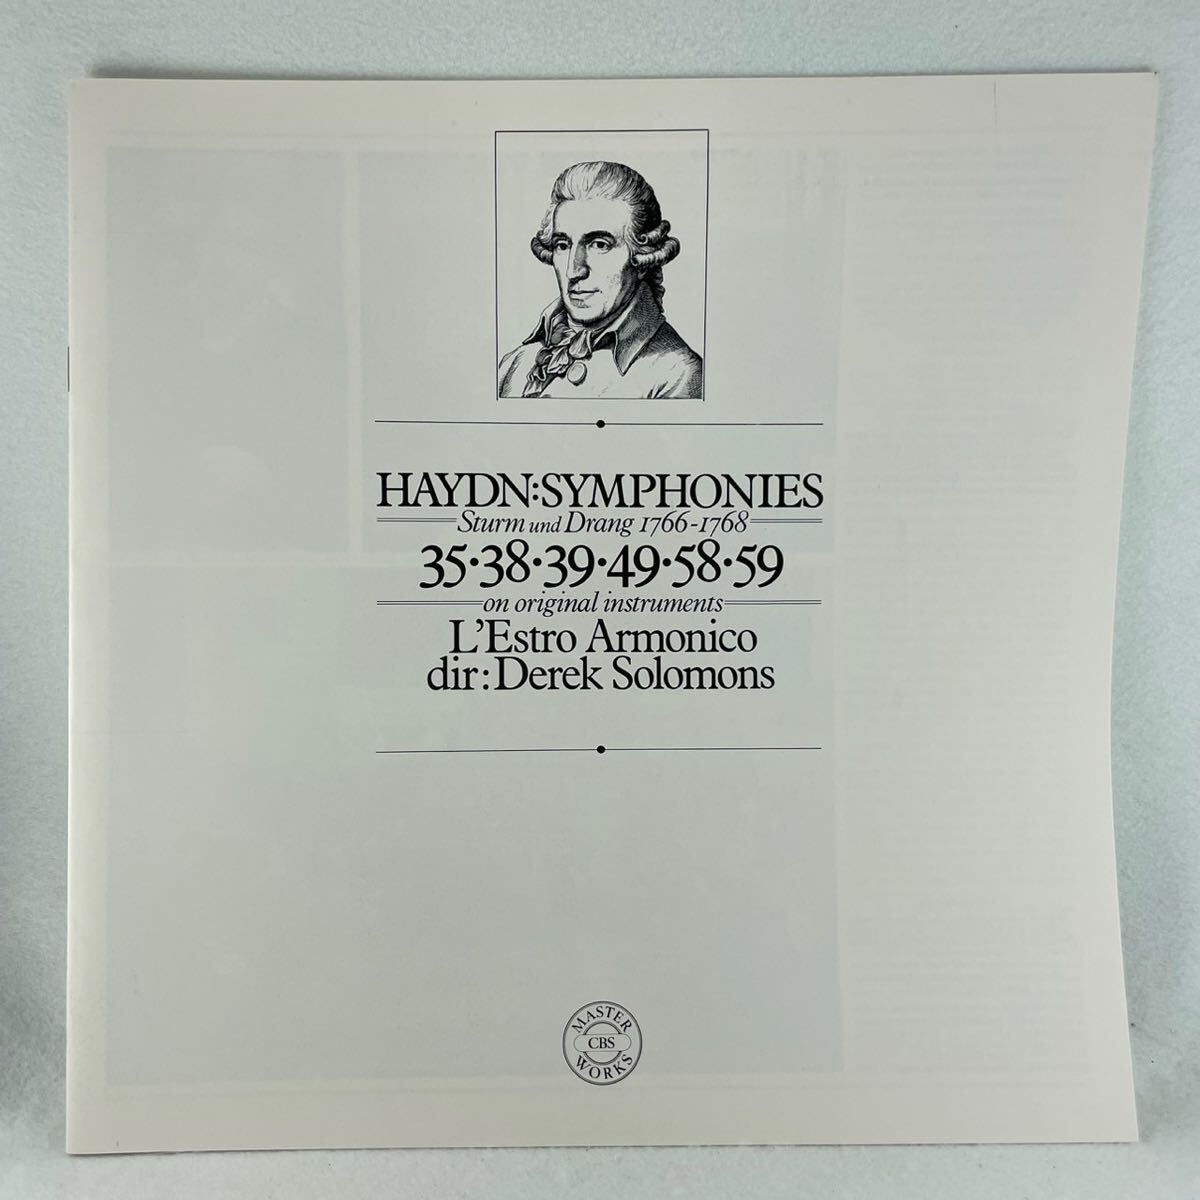 HAYDN:SYMPHONIES
Sturm und Drang 1766-1768
35·38·39·49·58·59
on original instruments
L'Estro Armonico
dir:Derek Solomons
MASTER
CBS
WORKS